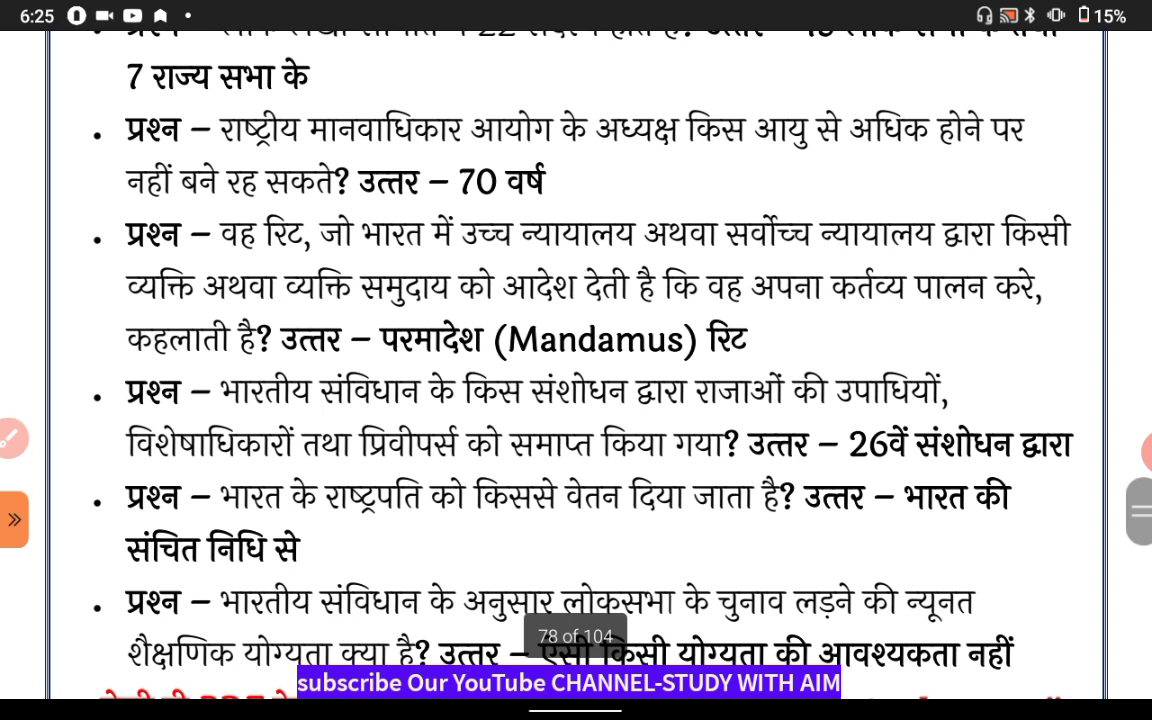 6:25 15%
7 राज्य सभा के
• प्रश्न – राष्ट्रीय मानवाधिकार आयोग के अध्यक्ष किस आयु से अधिक होने पर
नहीं बने रह सकते? उत्तर – 70 वर्ष
• प्रश्न – वह रिट, जो भारत में उच्च न्यायालय अथवा सर्वोच्च न्यायालय द्वारा किसी
व्यक्ति अथवा व्यक्ति समुदाय को आदेश देती है कि वह अपना कर्तव्य पालन करे,
कहलाती है? उत्तर – परमादेश (Mandamus) रिट
• प्रश्न – भारतीय संविधान के किस संशोधन द्वारा राजाओं की उपाधियों,
विशेषाधिकारों तथा प्रिवीपर्स को समाप्त किया गया? उत्तर – 26वें संशोधन द्वारा
• प्रश्न – भारत के राष्ट्रपति को किससे वेतन दिया जाता है? उत्तर – भारत की
संचित निधि से
• प्रश्न – भारतीय संविधान के अनुसार लोकसभा के चुनाव लड़ने की न्यूनत
78 of 104
शैक्षणिक योग्यता क्या है? उत्तर – ऐसी किसी योग्यता की आवश्यकता नहीं
subscribe Our YouTube CHANNEL-STUDY WITH AIM